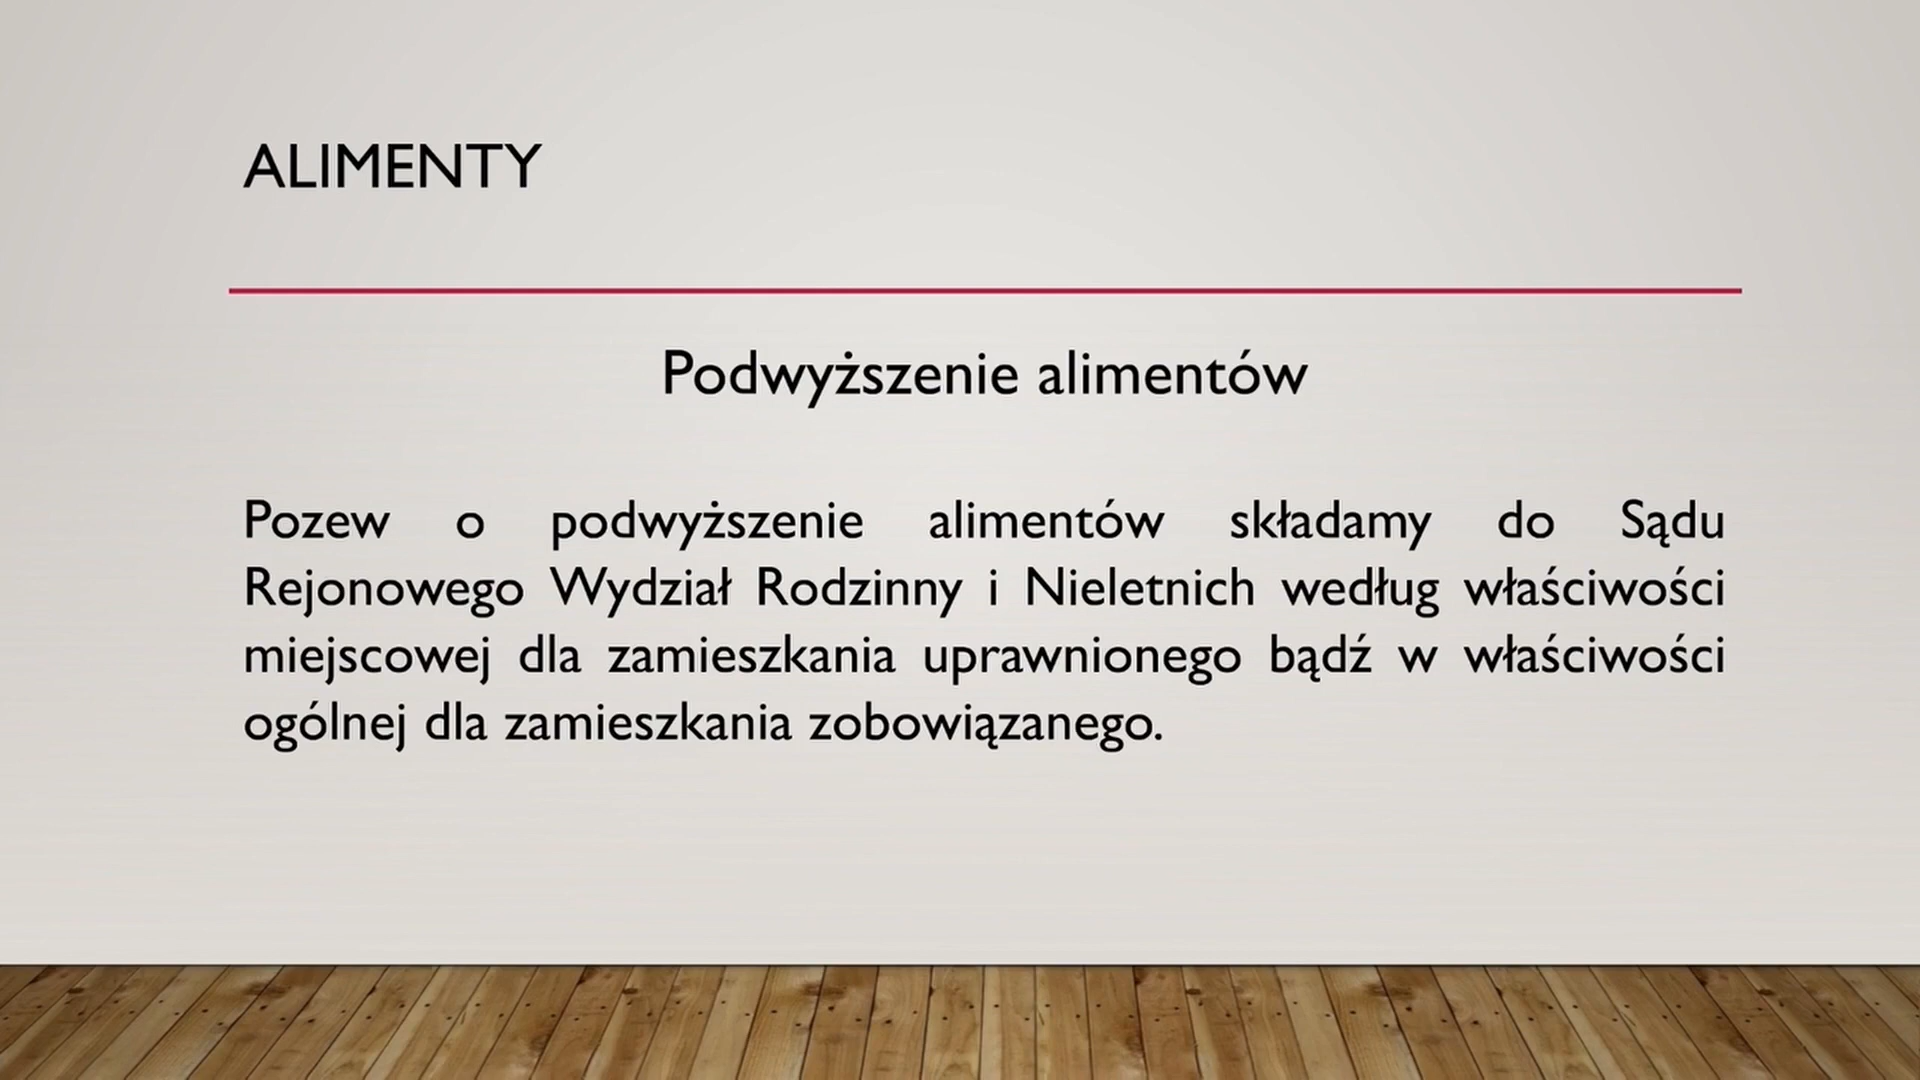 ALIMENTY
Podwyższenie alimentów
Pozew o podwyższenie alimentów składamy do Sądu
Rejonowego Wydział Rodzinny i Nieletnich według właściwości
miejscowej dla zamieszkania uprawnionego bądź w właściwości
ogólnej dla zamieszkania zobowiązanego.